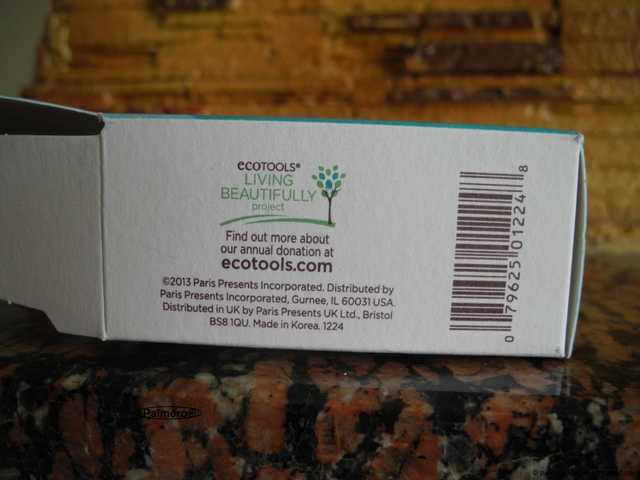 ecoTOOLS®
LIVING
BEAUTIFULLY
project
Find out more about
our annual donation at
ecotools.com
©2013 Paris Presents Incorporated. Distributed by
Paris Presents Incorporated, Gurnee, IL 60031 USA.
Distributed in UK by Paris Presents UK Ltd., Bristol
BS8 1QU. Made in Korea. 1224
0 79625 01224 8